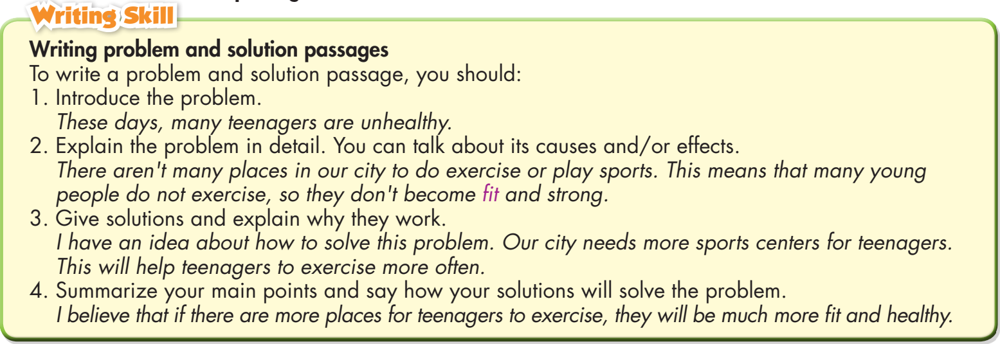 Writing Skill
Writing problem and solution passages
To write a problem and solution passage, you should:
1. Introduce the problem.
These days, many teenagers are unhealthy.
2. Explain the problem in detail. You can talk about its causes and/or effects.
There aren't many places in our city to do exercise or play sports. This means that many young
people do not exercise, so they don't become fit and strong.
3. Give solutions and explain why they work.
I have an idea about how to solve this problem. Our city needs more sports centers for teenagers.
This will help teenagers to exercise more often.
4. Summarize your main points and say how your solutions will solve the problem.
I believe that if there are more places for teenagers to exercise, they will be much more fit and healthy.